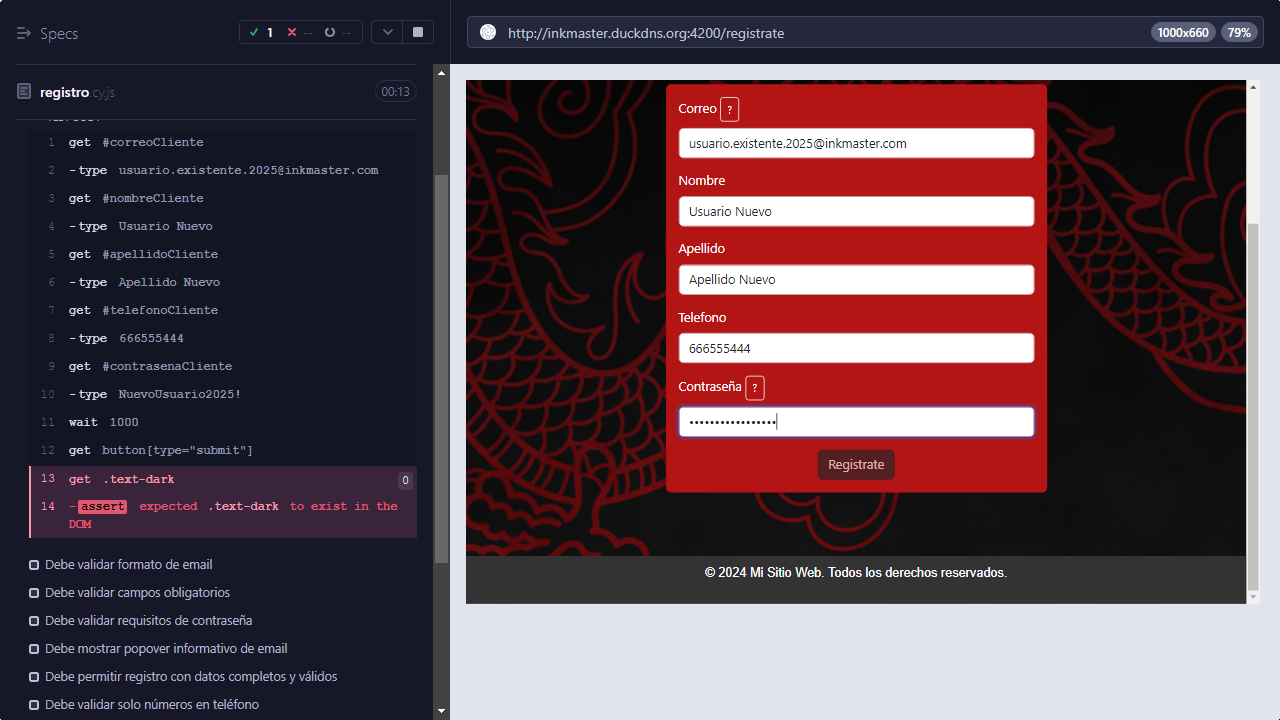 Specs
1
--
--
http://inkmaster.duckdns.org:4200/registrate
1000x660
79%
registro cy.js
00:13
1 get #correoCliente
2 -type usuario.existente.2025@inkmaster.com
3 get #nombreCliente
4 -type Usuario Nuevo
5 get #apellidoCliente
6 -type Apellido Nuevo
7 get #telefonoCliente
8 -type 666555444
9 get #contrasenaCliente
10 -type NuevoUsuario2025!
11 wait 1000
12 get button[type="submit"]
13 get .text-dark 0
14 -assert expected .text-dark to exist in the
DOM
Debe validar formato de email
Debe validar campos obligatorios
Debe validar requisitos de contraseña
Debe mostrar popover informativo de email
Debe permitir registro con datos completos y válidos
Debe validar solo números en teléfono
Correo ?
usuario.existente.2025@inkmaster.com
Nombre
Usuario Nuevo
Apellido
Apellido Nuevo
Telefono
666555444
Contraseña ?
•••••••••••••••••
Registrate
© 2024 Mi Sitio Web. Todos los derechos reservados.